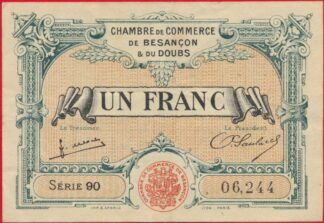 CHAMBRE DE COMMERCE
DE BESANÇON
& DU DOUBS
UN FRANC
Le Trésorier, Le Président,
SÉRIE 90
06,244